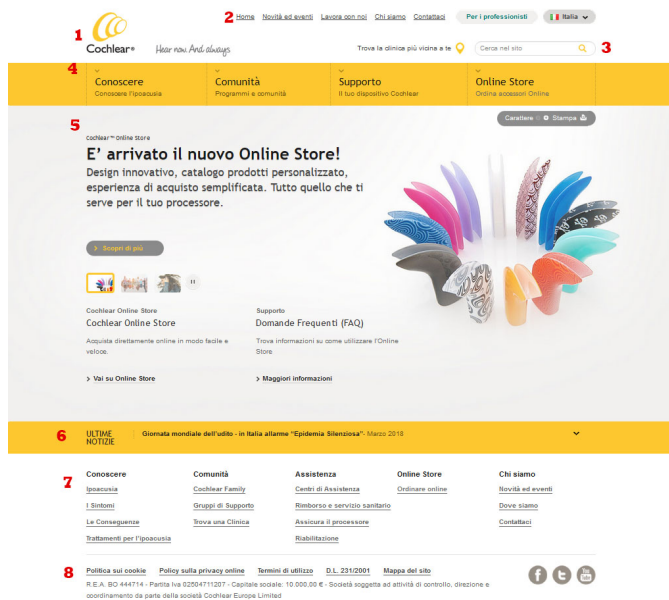 1
Cochlear®
Hear now. And always
2 Home Novità ed eventi Lavora con noi Chi siamo Contattaci Per i professionisti Italia
Trova la clinica più vicina a te Cerca nel sito 3
4
Conoscere Comunità Supporto Online Store
Conoscere l'ipoacusia Programmi e comunità Il tuo dispositivo Cochlear Ordina accessori Online
5
Carattere Stampa
Cochlear™ Online Store
E' arrivato il nuovo Online Store!
Design innovativo, catalogo prodotti personalizzato,
esperienza di acquisto semplificata. Tutto quello che ti
serve per il tuo processore.
Scopri di più
Cochlear Online Store Supporto
Cochlear Online Store Domande Frequenti (FAQ)
Acquista direttamente online in modo facile e Trova informazioni su come utilizzare l'Online
veloce. Store
Vai su Online Store Maggiori informazioni
6 ULTIME Giornata mondiale dell'udito - in Italia allarme "Epidemia Silenziosa"- Marzo 2018
NOTIZIE
7
Conoscere Comunità Assistenza Online Store Chi siamo
Ipoacusia Cochlear Family Centri di Assistenza Ordinare online Novità ed eventi
I Sintomi Gruppi di Supporto Rimborso e servizio sanitario Dove siamo
Le Conseguenze Trova una Clinica Assicura il processore Contattaci
Trattamenti per l'ipoacusia Riabilitazione
8 Politica sui cookie Policy sulla privacy online Termini di utilizzo D.L. 231/2001 Mappa del sito
R.E.A. BO 444714 - Partita Iva 02504711207 - Capitale sociale: 10.000,00 € - Società soggetta ad attività di controllo, direzione e
coordinamento da parte della società Cochlear Europe Limited
You Tube